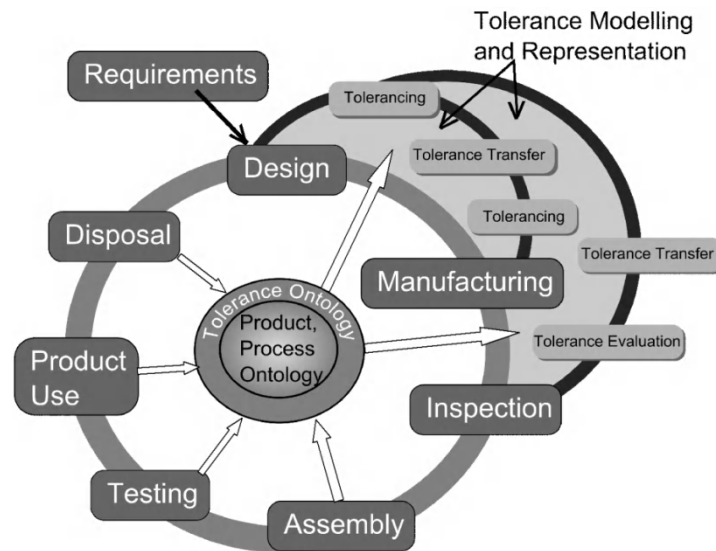 Tolerance Modelling
and Representation
Requirements
Tolerancing
Design
Tolerance Transfer
Tolerancing
Disposal
Tolerance Transfer
Manufacturing
Tolerance Ontology
Product,
Process
Ontology
Tolerance Evaluation
Product
Use
Inspection
Testing
Assembly